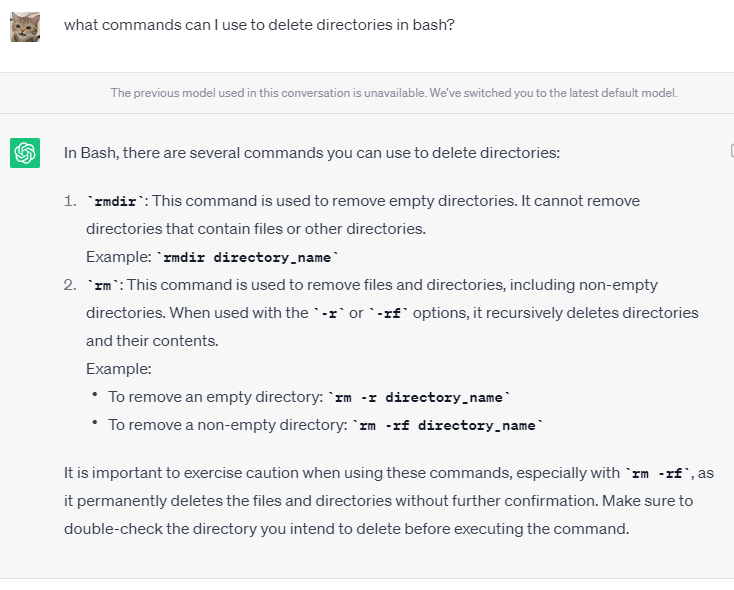 what commands can I use to delete directories in bash?
The previous model used in this conversation is unavailable. We've switched you to the latest default model.
In Bash, there are several commands you can use to delete directories:
1. `rmdir`: This command is used to remove empty directories. It cannot remove
directories that contain files or other directories.
Example: `rmdir directory_name`
2. `rm`: This command is used to remove files and directories, including non-empty
directories. When used with the `-r` or `-rf` options, it recursively deletes directories
and their contents.
Example:
• To remove an empty directory: `rm -r directory_name`
• To remove a non-empty directory: `rm -rf directory_name`
It is important to exercise caution when using these commands, especially with `rm -rf`, as
it permanently deletes the files and directories without further confirmation. Make sure to
double-check the directory you intend to delete before executing the command.